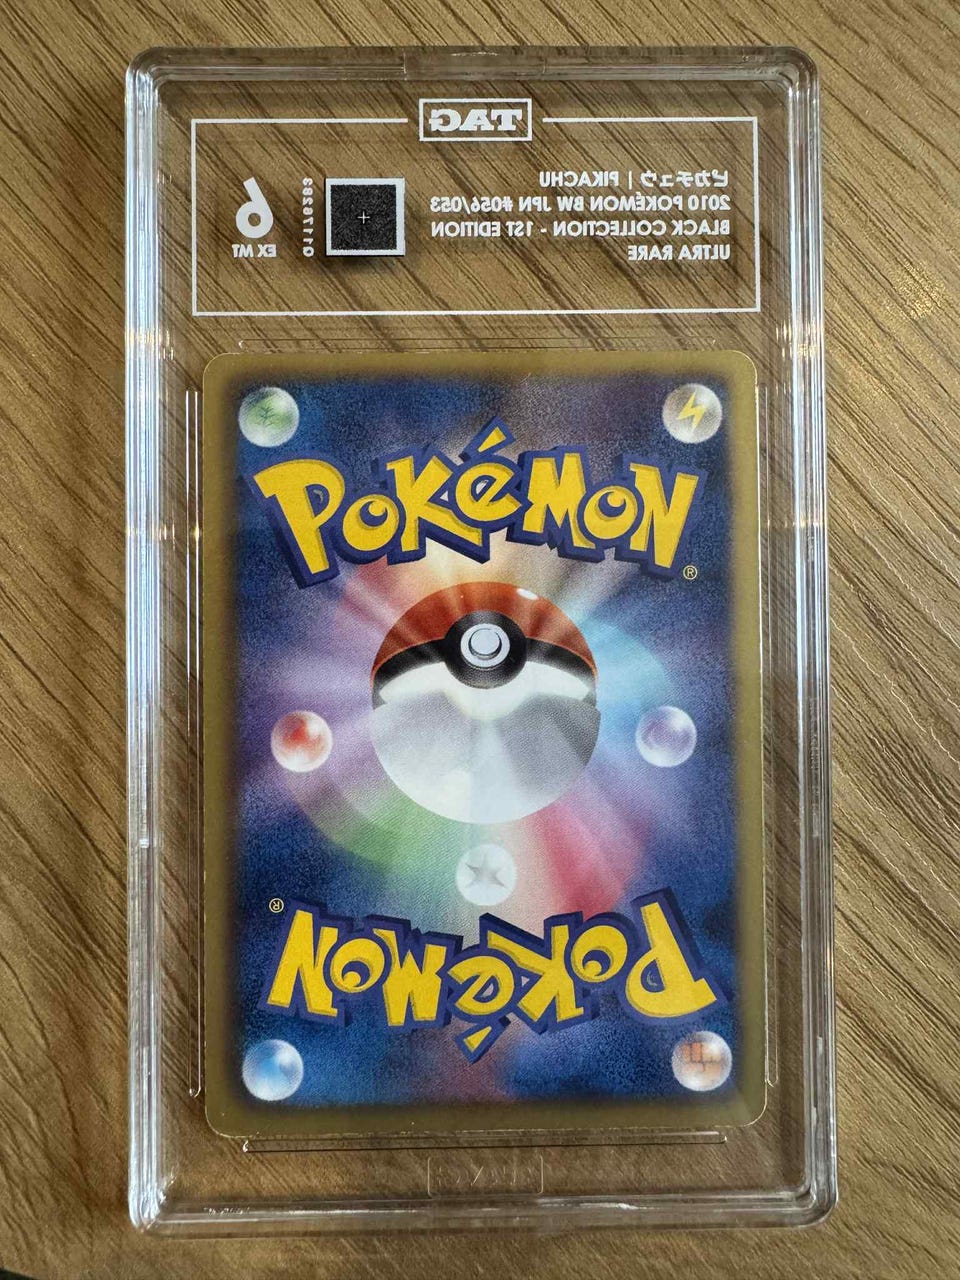 TAG
ピカチュウ | PIKACHU
2010 POKÉMON BW JPN #056/053
BLACK COLLECTION - 1ST EDITION
ULTRA RARE
6
EX MT
POKéMON
®
®
POKéMON